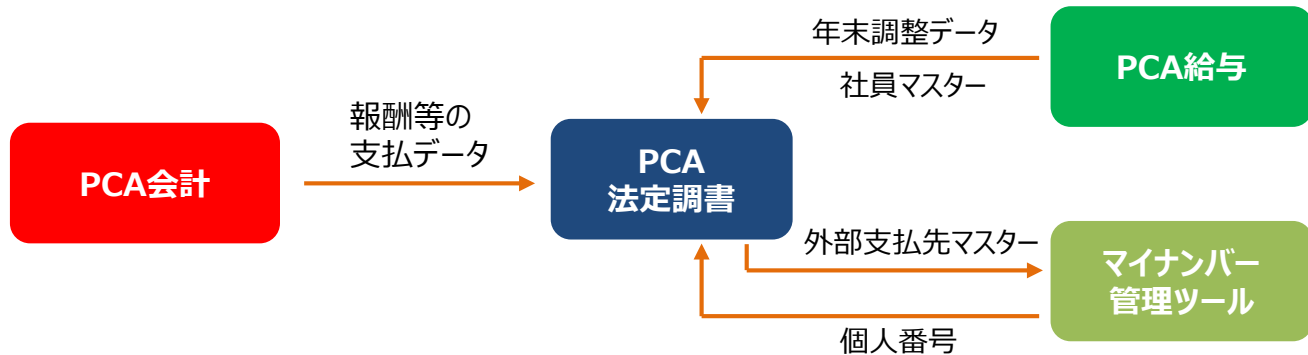 年末調整データ
社員マスター
PCA給与
報酬等の
支払データ
PCA会計
PCA
法定調書
外部支払先マスター
マイナンバー
管理ツール
個人番号